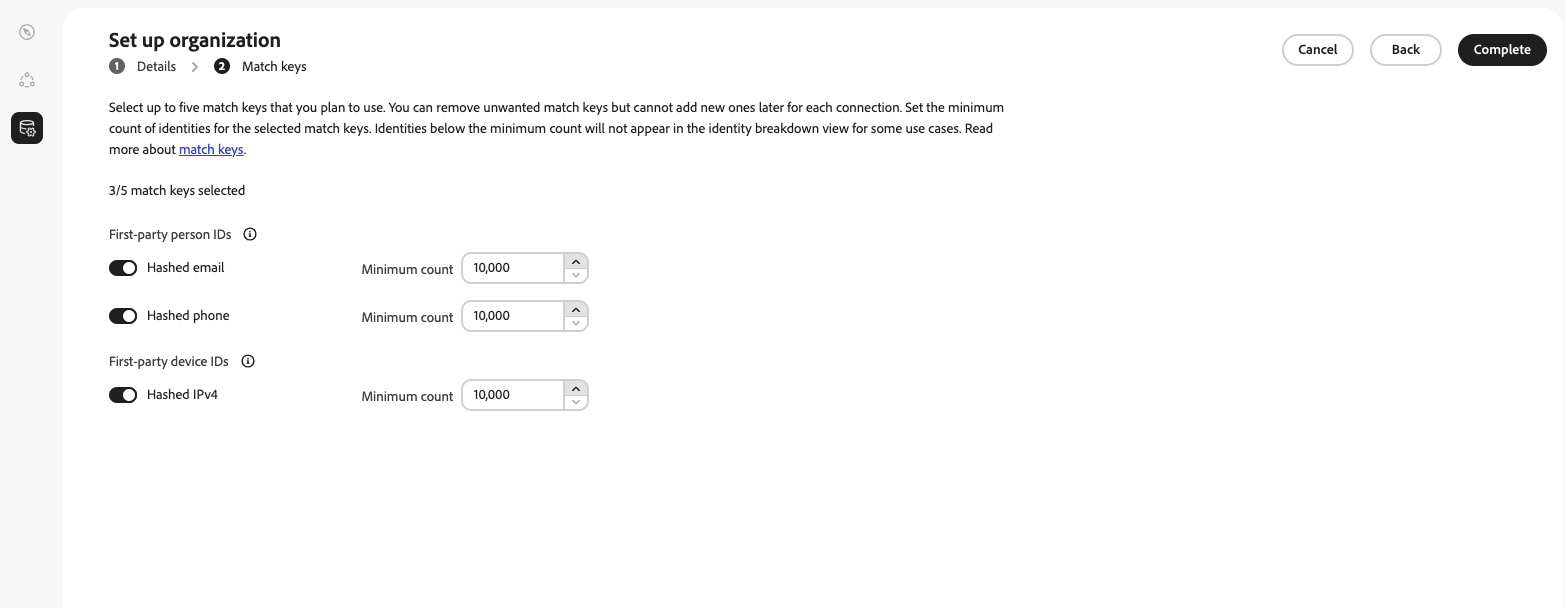 Set up organization
Cancel
Back
Complete
1 Details 2 Match keys
Select up to five match keys that you plan to use. You can remove unwanted match keys but cannot add new ones later for each connection. Set the minimum
count of identities for the selected match keys. Identities below the minimum count will not appear in the identity breakdown view for some use cases. Read
more about match keys.
3/5 match keys selected
First-party person IDs
Hashed email Minimum count 10,000
Hashed phone Minimum count 10,000
First-party device IDs
Hashed IPv4 Minimum count 10,000